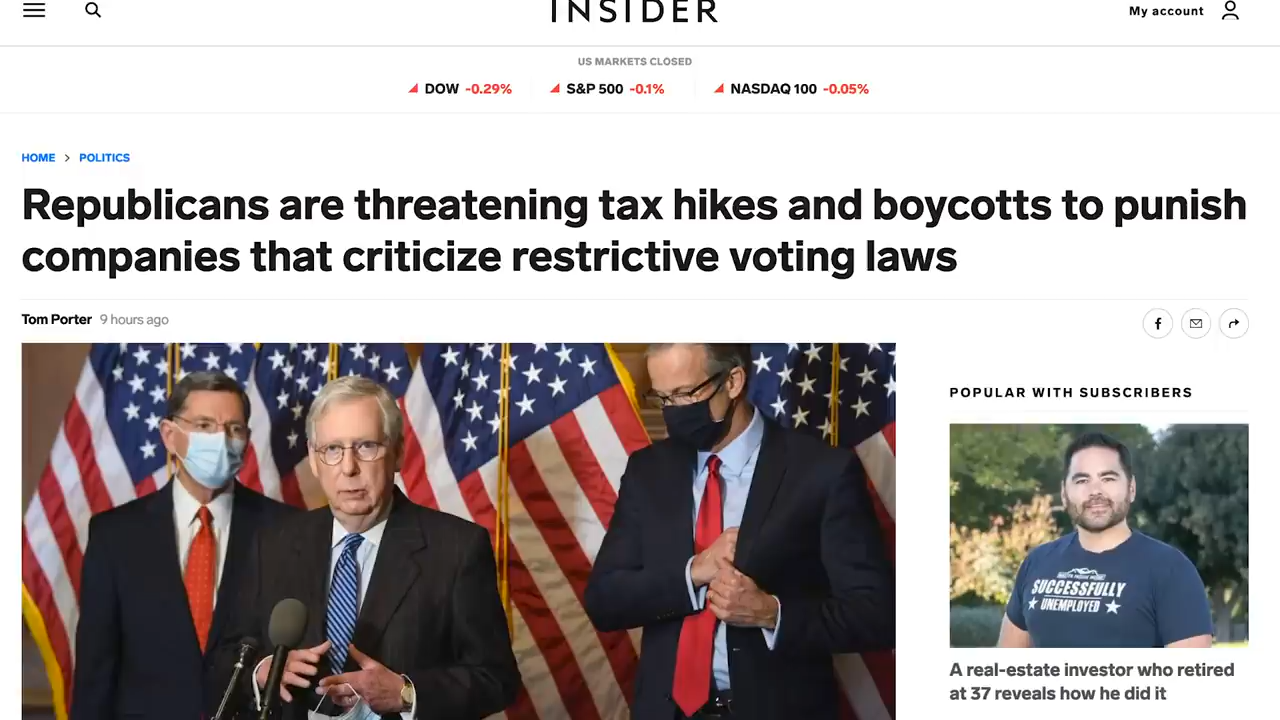 INSIDER
My account
US MARKETS CLOSED
DOW -0.29% S&P 500 -0.1% NASDAQ 100 -0.05%
HOME > POLITICS
Republicans are threatening tax hikes and boycotts to punish
companies that criticize restrictive voting laws
Tom Porter 9 hours ago
POPULAR WITH SUBSCRIBERS
SUCCESSFULLY
UNEMPLOYED
A real-estate investor who retired
at 37 reveals how he did it